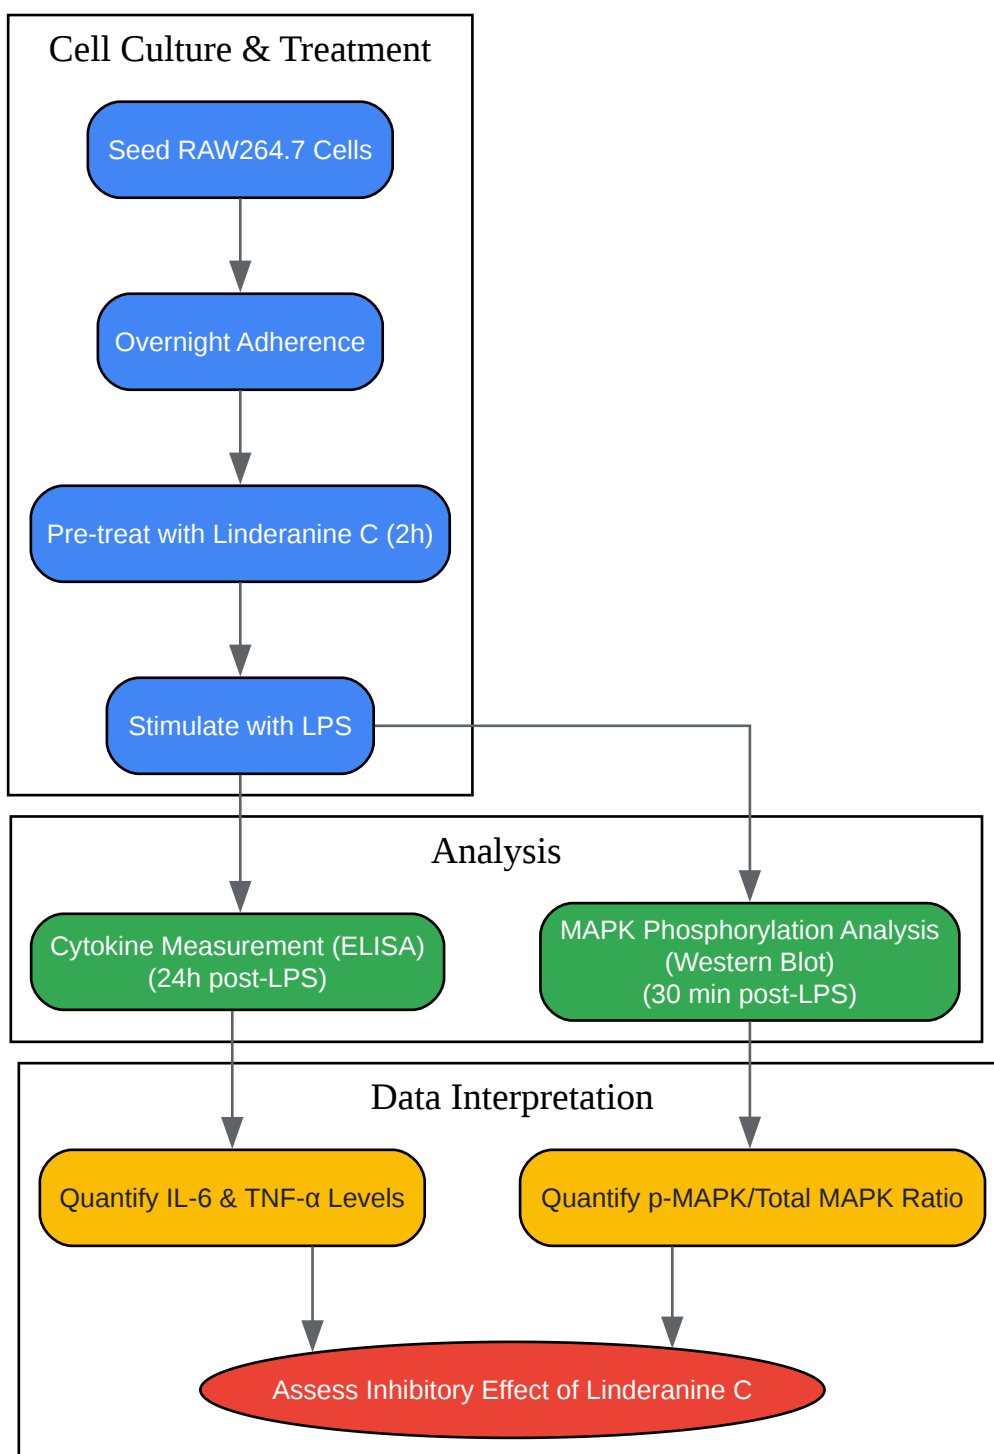 Cell Culture & Treatment
Seed RAW264.7 Cells
Overnight Adherence
Pre-treat with Linderanine C (2h)
Stimulate with LPS
Analysis
Cytokine Measurement (ELISA)
(24h post-LPS)
MAPK Phosphorylation Analysis
(Western Blot)
(30 min post-LPS)
Data Interpretation
Quantify IL-6 & TNF-α Levels
Quantify p-MAPK/Total MAPK Ratio
Assess Inhibitory Effect of Linderanine C